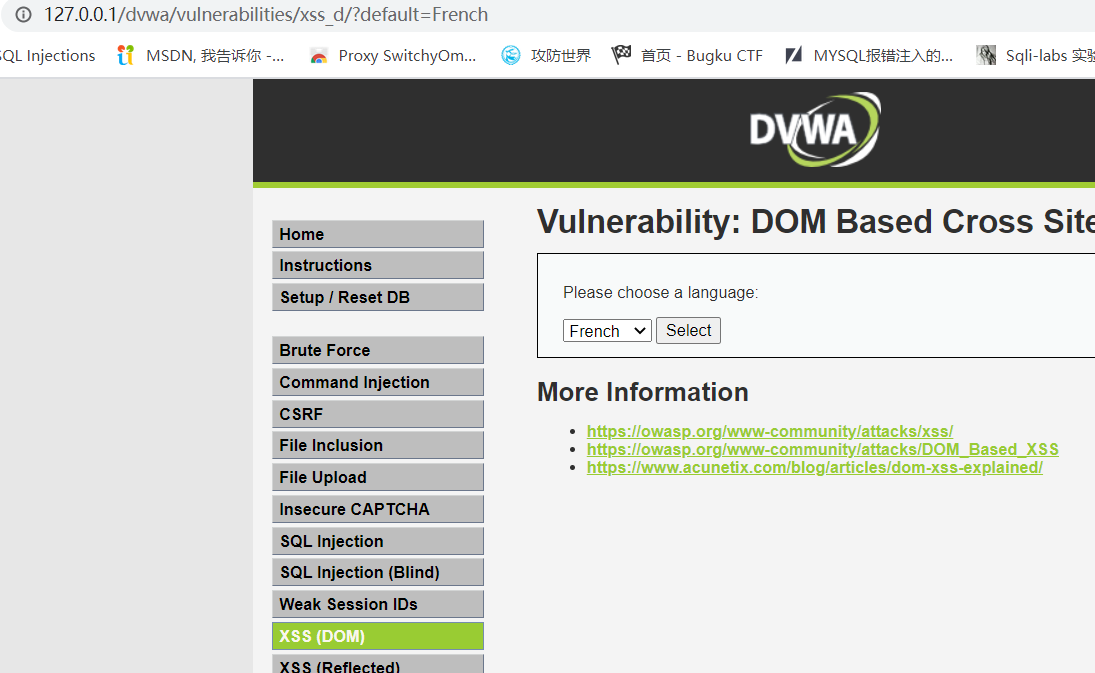 127.0.0.1/dvwa/vulnerabilities/xss_d/?default=French
QL Injections MSDN, 我告诉你 -... Proxy SwitchyOm... 攻防世界 首页 - Bugku CTF MYSQL报错注入的... Sqli-labs 实验
DVWA
Vulnerability: DOM Based Cross Site
Home
Instructions
Setup / Reset DB
Please choose a language:
French Select
Brute Force
Command Injection
CSRF
File Inclusion
File Upload
Insecure CAPTCHA
SQL Injection
SQL Injection (Blind)
Weak Session IDs
XSS (DOM)
XSS (Reflected)
More Information
https://owasp.org/www-community/attacks/xss/
https://owasp.org/www-community/attacks/DOM_Based_XSS
https://www.acunetix.com/blog/articles/dom-xss-explained/